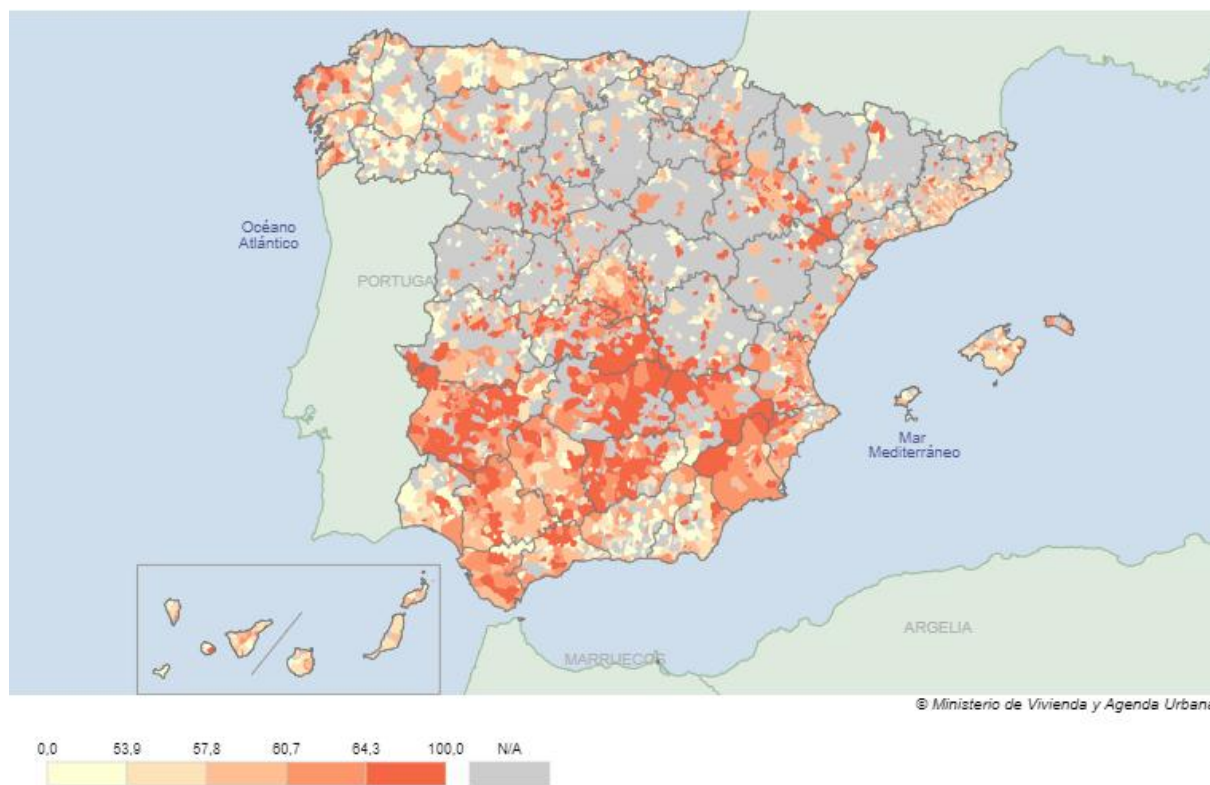 Océano
Atlántico
PORTUGA
Mar
Mediterráneo
ARGELIA
MARRUECOS
© Ministerio de Vivienda y Agenda Urbana
0,0 53,9 57,8 60,7 64,3 100,0 N/A